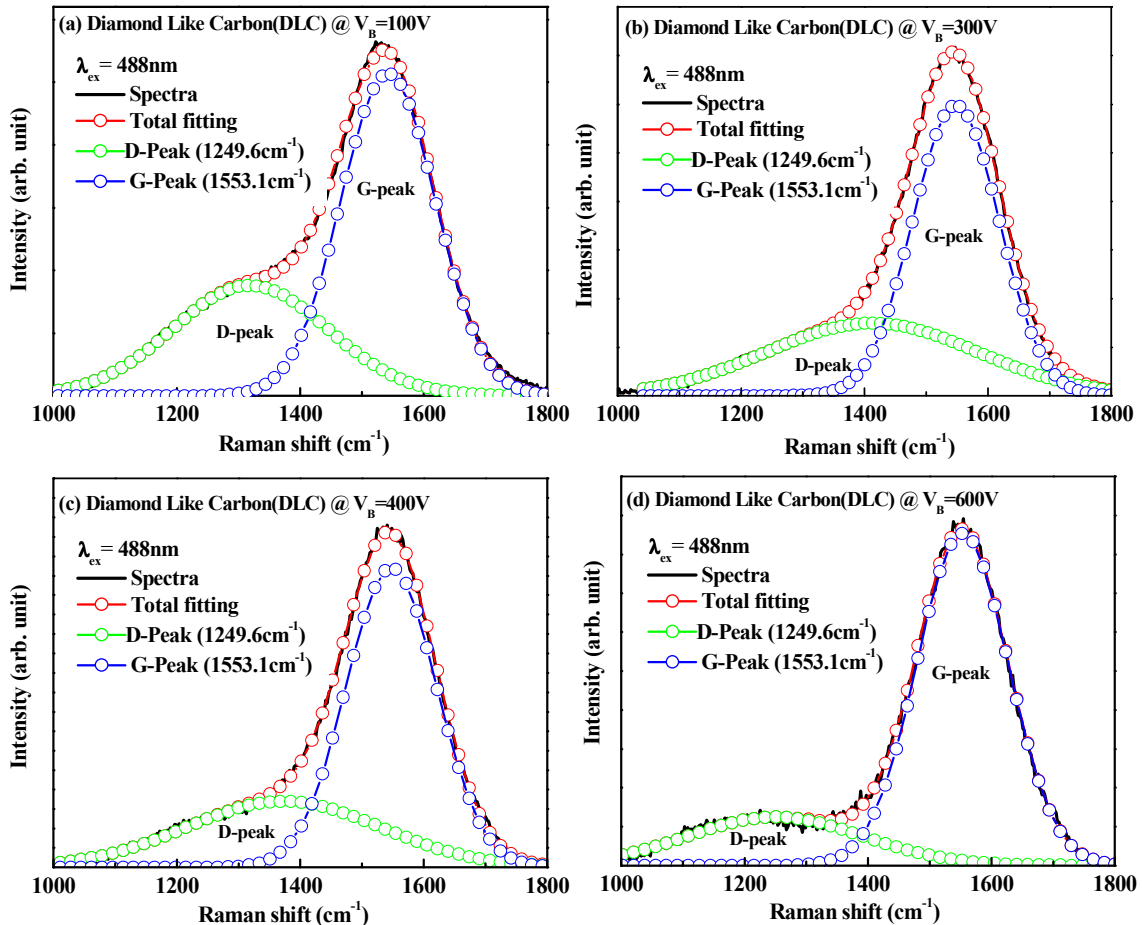 (a) Diamond Like Carbon(DLC) @ V_B=100V
λ_ex = 488nm
Spectra
Total fitting
D-Peak (1249.6cm⁻¹)
G-Peak (1553.1cm⁻¹)
G-peak
D-peak
Intensity (arb. unit)
1000 1200 1400 1600 1800
Raman shift (cm⁻¹)
(b) Diamond Like Carbon(DLC) @ V_B=300V
λ_ex = 488nm
Spectra
Total fitting
D-Peak (1249.6cm⁻¹)
G-Peak (1553.1cm⁻¹)
G-peak
D-peak
Intensity (arb. unit)
1000 1200 1400 1600 1800
Raman shift (cm⁻¹)
(c) Diamond Like Carbon(DLC) @ V_B=400V
λ_ex = 488nm
Spectra
Total fitting
D-Peak (1249.6cm⁻¹)
G-Peak (1553.1cm⁻¹)
G-peak
D-peak
Intensity (arb. unit)
1000 1200 1400 1600 1800
Raman shift (cm⁻¹)
(d) Diamond Like Carbon(DLC) @ V_B=600V
λ_ex = 488nm
Spectra
Total fitting
D-Peak (1249.6cm⁻¹)
G-Peak (1553.1cm⁻¹)
G-peak
D-peak
Intensity (arb. unit)
1000 1200 1400 1600 1800
Raman shift (cm⁻¹)